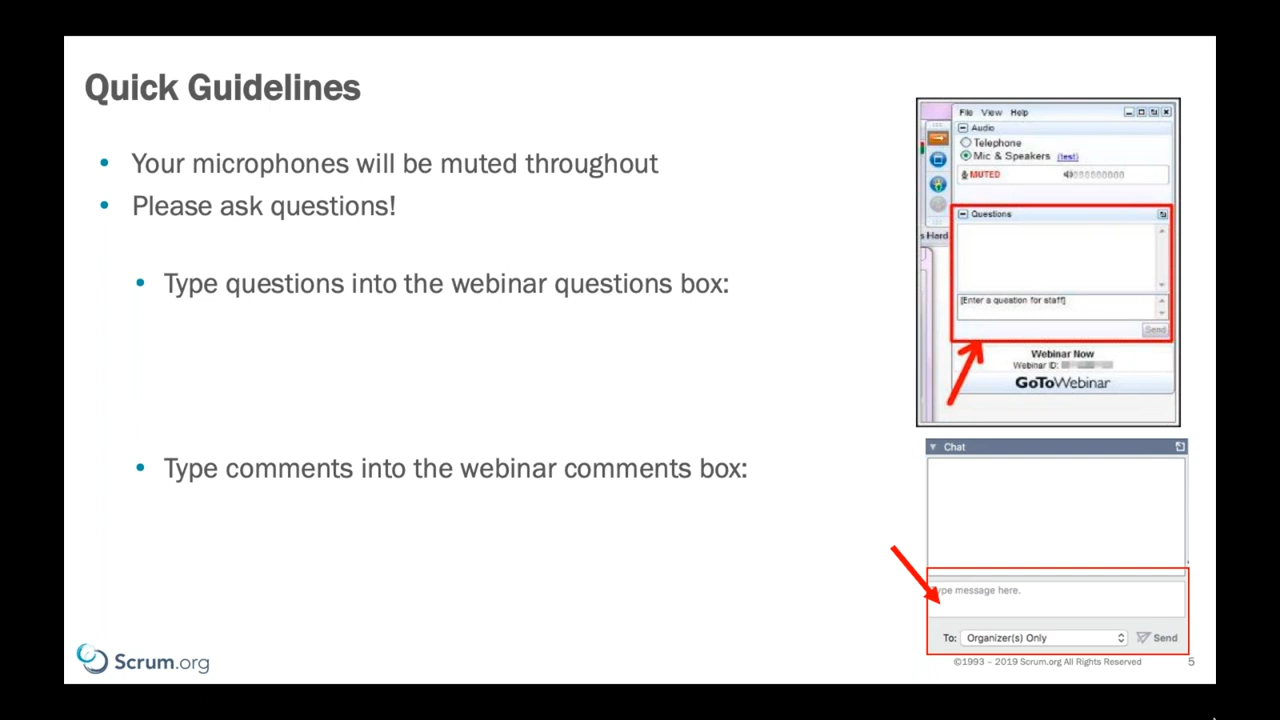 Quick Guidelines
• Your microphones will be muted throughout
• Please ask questions!
• Type questions into the webinar questions box:
• Type comments into the webinar comments box:
File View Help
Audio
Telephone
Mic & Speakers (test)
MUTED
Questions
s Hard
[Enter a question for staff]
Send
Webinar Now
Webinar ID:
GoToWebinar
Chat
Type message here.
To: Organizer(s) Only Send
Scrum.org
©1993 – 2019 Scrum.org All Rights Reserved 5